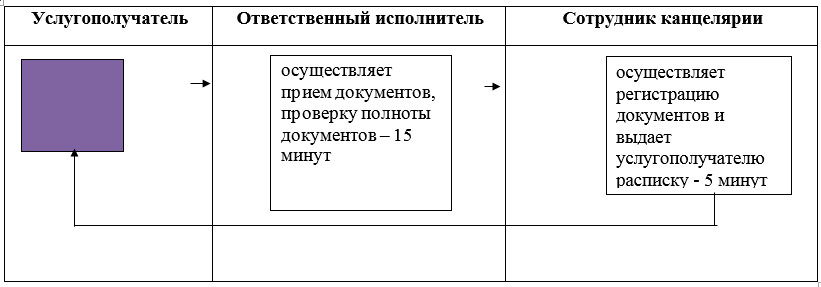 Услугополучатель
Ответственный исполнитель
Сотрудник канцелярии
осуществляет
прием документов,
проверку полноты
документов – 15
минут
осуществляет
регистрацию
документов и
выдает
услугополучателю
расписку - 5 минут